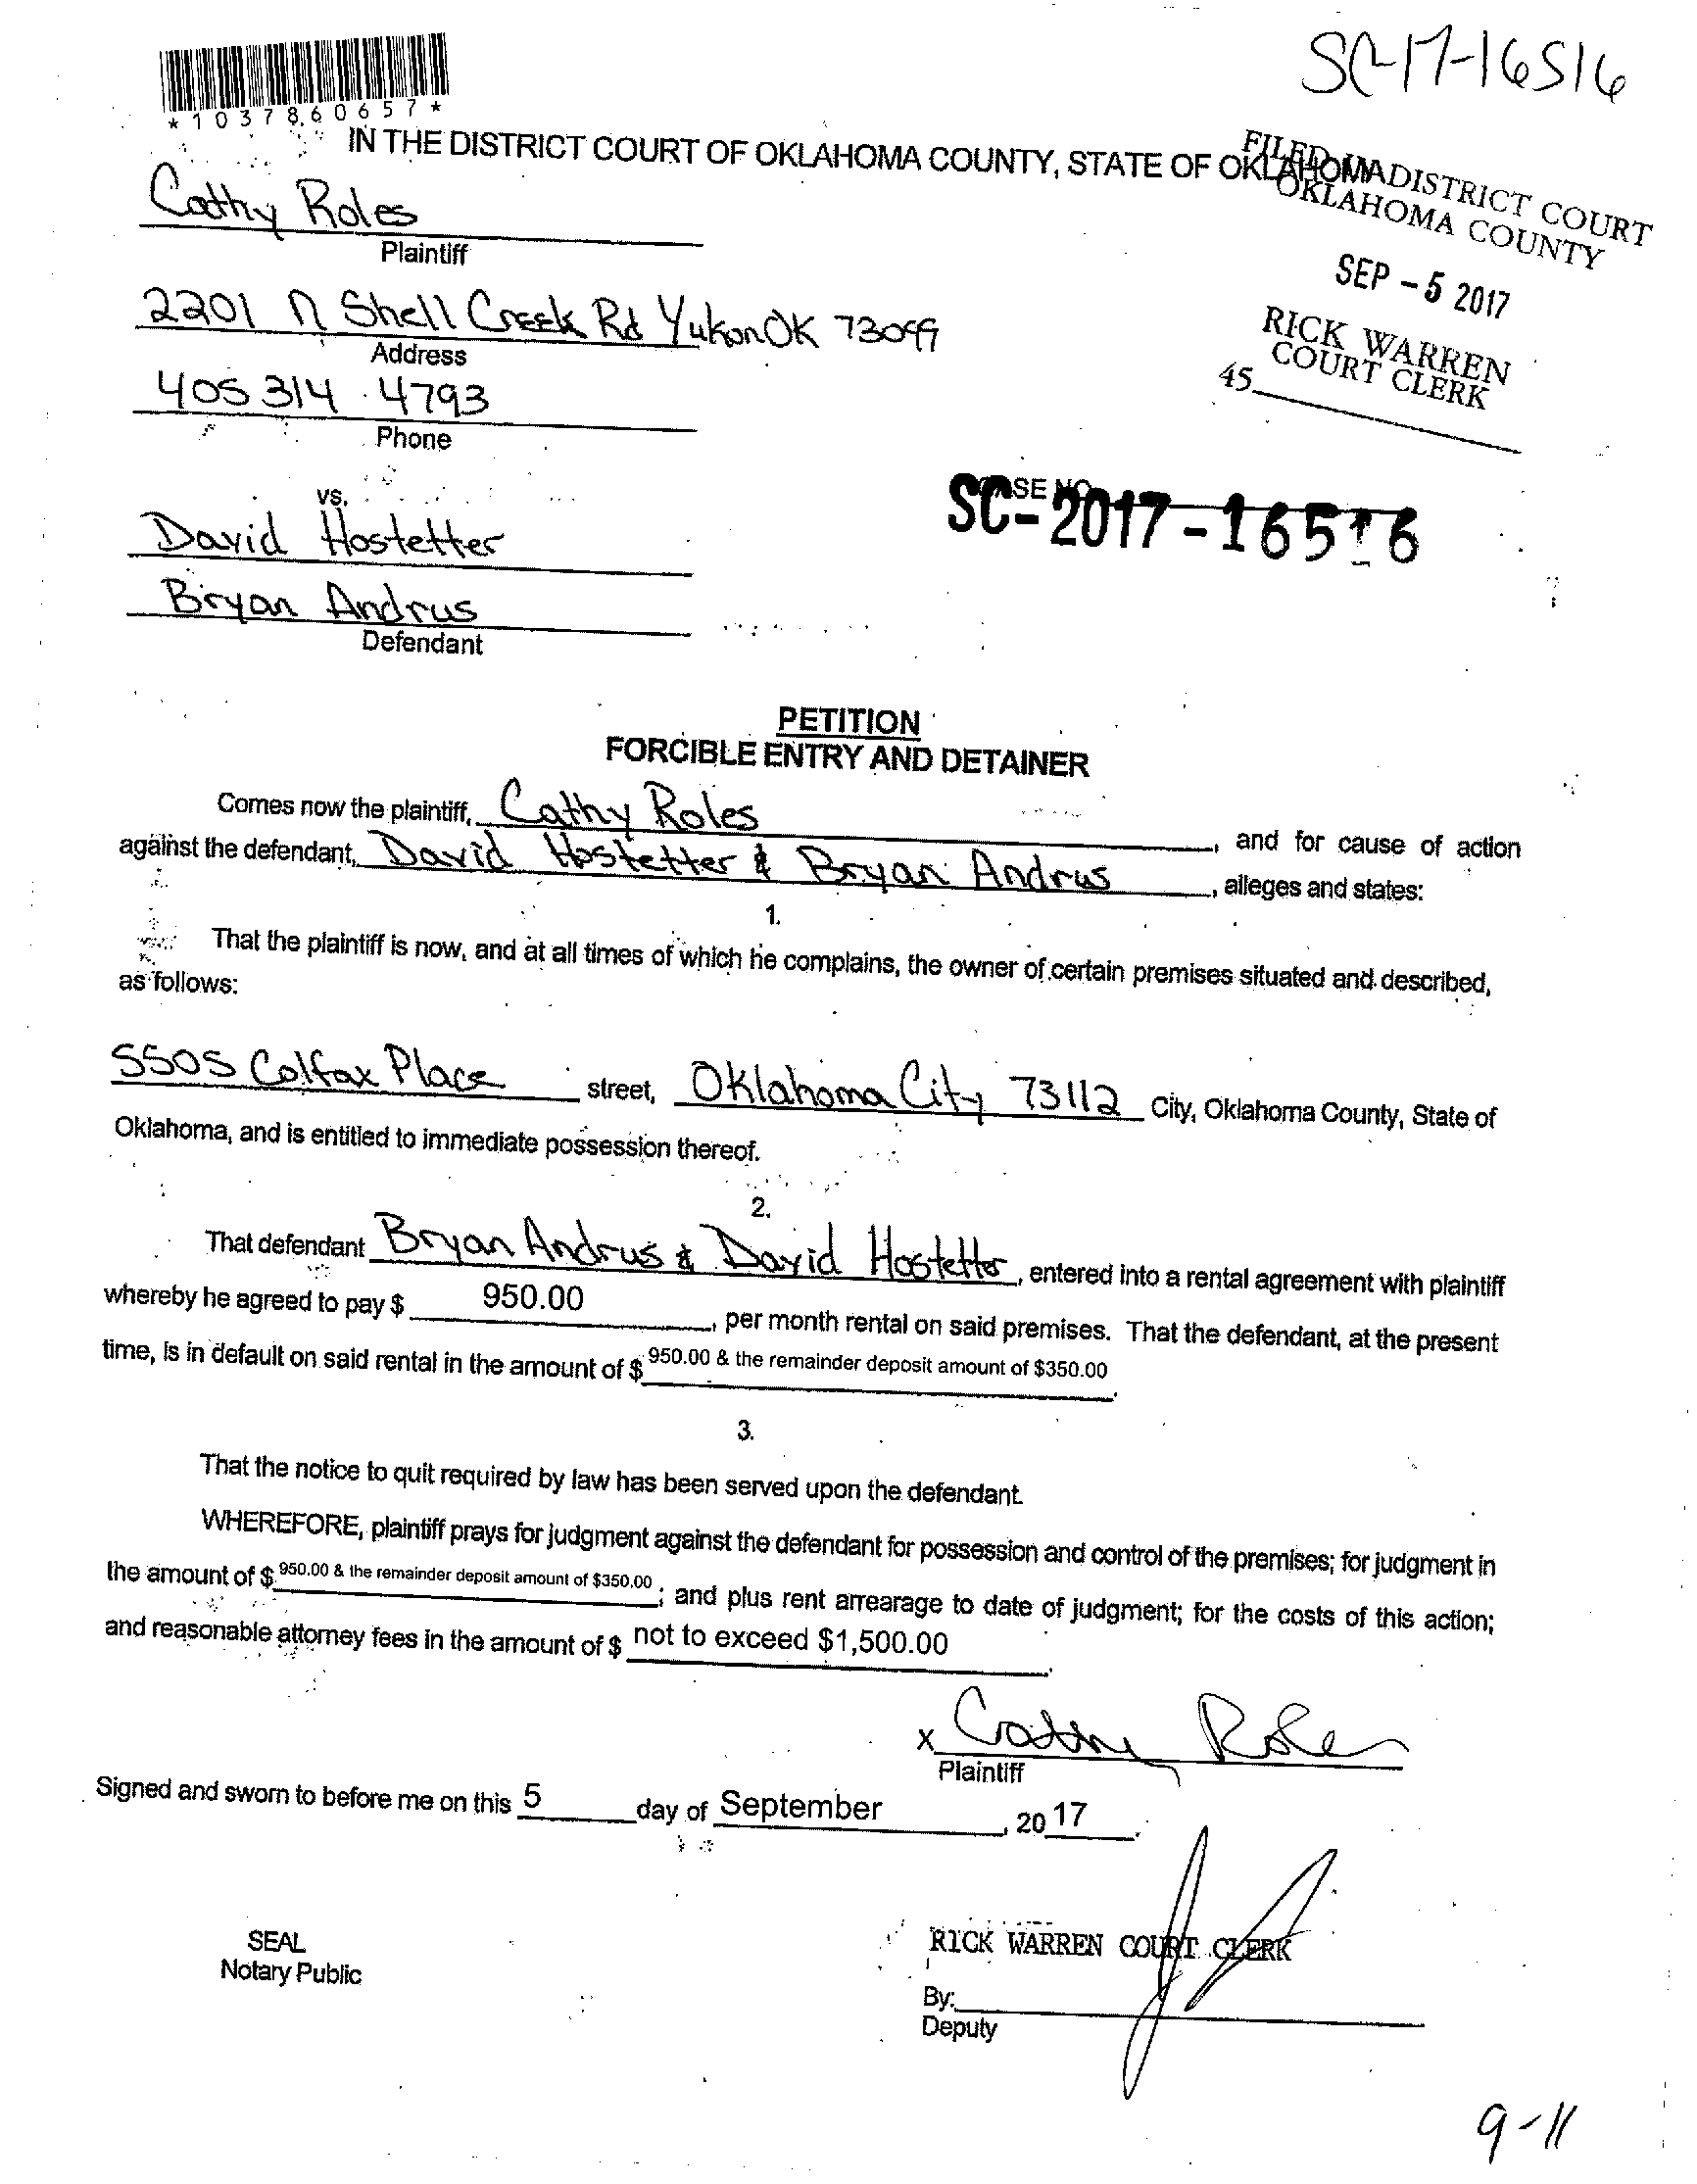 SC-17-16516
*1037860657*
IN THE DISTRICT COURT OF OKLAHOMA COUNTY, STATE OF OKLAHOMA
FILED IN DISTRICT COURT
OKLAHOMA COUNTY
SEP - 5 2017
RICK WARREN
COURT CLERK
45
Cathy Roles
Plaintiff
2201 N Shell Creek Rd Yukon OK 73099
Address
405 314 4793
Phone
vs.
CASE NO.
SC-2017-16516
David Hostetter
Bryan Andrus
Defendant
PETITION
FORCIBLE ENTRY AND DETAINER
Comes now the plaintiff, Cathy Roles, and for cause of action
against the defendant, David Hostetter & Bryan Andrus, alleges and states:
1.
That the plaintiff is now, and at all times of which he complains, the owner of certain premises situated and described,
as follows:
5505 Colfax Place street, Oklahoma City 73112 City, Oklahoma County, State of
Oklahoma, and is entitled to immediate possession thereof.
2.
That defendant Bryan Andrus & David Hostetter, entered into a rental agreement with plaintiff
whereby he agreed to pay $ 950.00, per month rental on said premises. That the defendant, at the present
time, is in default on said rental in the amount of $ 950.00 & the remainder deposit amount of $350.00.
3.
That the notice to quit required by law has been served upon the defendant.
WHEREFORE, plaintiff prays for judgment against the defendant for possession and control of the premises; for judgment in
the amount of $ 950.00 & the remainder deposit amount of $350.00; and plus rent arrearage to date of judgment; for the costs of this action;
and reasonable attorney fees in the amount of $ not to exceed $1,500.00.
x Cathy Roles
Plaintiff
Signed and sworn to before me on this 5 day of September, 20 17.
SEAL
Notary Public
RICK WARREN COURT CLERK
By:
Deputy
9-11